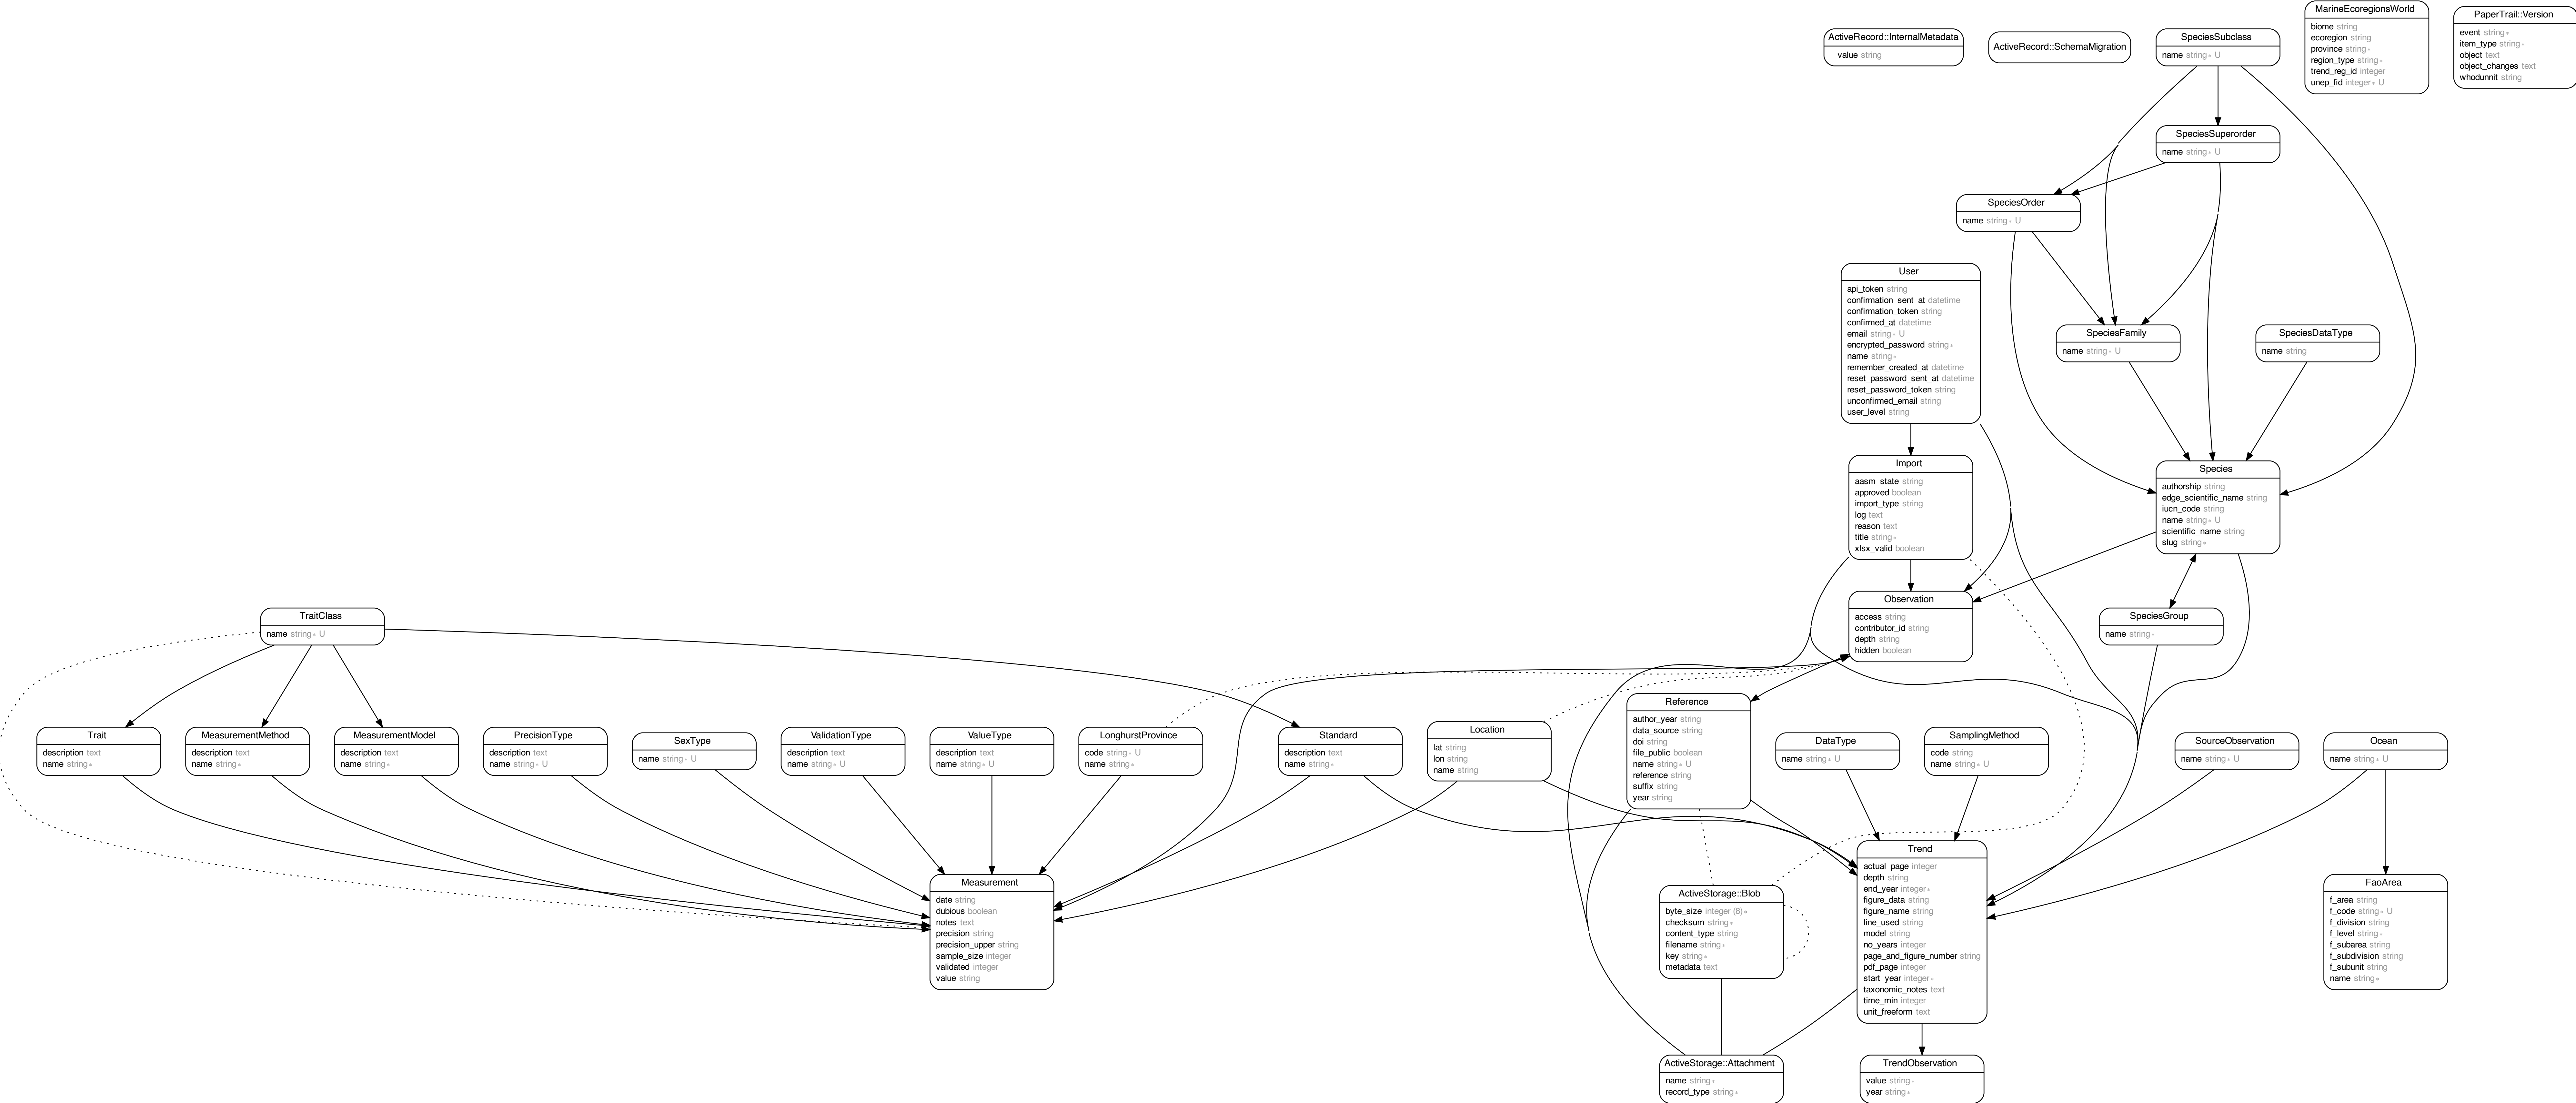 MarineEcoregionsWorld
biome string
ecoregion string
province string∗
region_type string∗
trend_reg_id integer
unep_fid integer∗ U
PaperTrail::Version
event string∗
item_type string∗
object text
object_changes text
whodunnit string
ActiveRecord::InternalMetadata
value string
ActiveRecord::SchemaMigration
SpeciesSubclass
name string∗ U
SpeciesSuperorder
name string∗ U
SpeciesOrder
name string∗ U
User
api_token string
confirmation_sent_at datetime
confirmation_token string
confirmed_at datetime
email string∗ U
encrypted_password string∗
name string∗
remember_created_at datetime
reset_password_sent_at datetime
reset_password_token string
unconfirmed_email string
user_level string
SpeciesFamily
name string∗ U
SpeciesDataType
name string
Import
aasm_state string
approved boolean
import_type string
log text
reason text
title string∗
xlsx_valid boolean
Species
authorship string
edge_scientific_name string
iucn_code string
name string∗ U
scientific_name string
slug string∗
Observation
access string
contributor_id string
depth string
hidden boolean
SpeciesGroup
name string∗
TraitClass
name string∗ U
Trait
description text
name string∗
MeasurementMethod
description text
name string∗
MeasurementModel
description text
name string∗
PrecisionType
description text
name string∗ U
SexType
name string∗ U
ValidationType
description text
name string∗ U
ValueType
description text
name string∗ U
LonghurstProvince
code string∗ U
name string∗
Standard
description text
name string∗
Location
lat string
lon string
name string
Reference
author_year string
data_source string
doi string
file_public boolean
name string∗ U
reference string
suffix string
year string
DataType
name string∗ U
SamplingMethod
code string
name string∗ U
SourceObservation
name string∗ U
Ocean
name string∗ U
Measurement
date string
dubious boolean
notes text
precision string
precision_upper string
sample_size integer
validated integer
value string
ActiveStorage::Blob
byte_size integer (8)∗
checksum string∗
content_type string
filename string∗
key string∗
metadata text
Trend
actual_page integer
depth string
end_year integer∗
figure_data string
figure_name string
line_used string
model string
no_years integer
page_and_figure_number string
pdf_page integer
start_year integer∗
taxonomic_notes text
time_min integer
unit_freeform text
FaoArea
f_area string
f_code string∗ U
f_division string
f_level string∗
f_subarea string
f_subdivision string
f_subunit string
name string∗
ActiveStorage::Attachment
name string∗
record_type string∗
TrendObservation
value string∗
year string∗